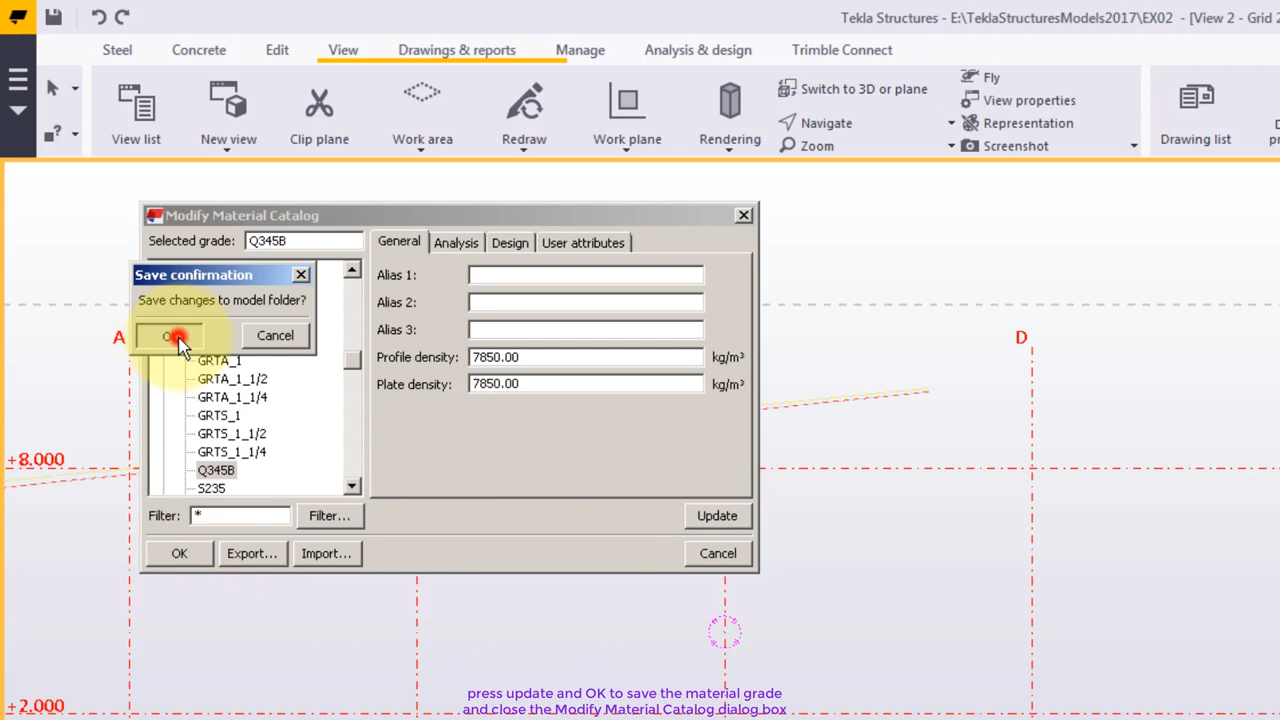 Tekla Structures - E:\TeklaStructuresModels2017\EX02 - [View 2 - Grid 2
Steel Concrete Edit View Drawings & reports Manage Analysis & design Trimble Connect
View list
New view
Clip plane
Work area
Redraw
Work plane
Rendering
Switch to 3D or plane
Navigate
Zoom
Fly
View properties
Representation
Screenshot
Drawing list
Modify Material Catalog
Selected grade: Q345B
Save confirmation
Save changes to model folder?
Cancel
GRTA_1
GRTA_1_1/2
GRTA_1_1/4
GRTS_1
GRTS_1_1/2
GRTS_1_1/4
Q345B
S235
Filter: * Filter...
General Analysis Design User attributes
Alias 1:
Alias 2:
Alias 3:
Profile density: 7850.00 kg/m³
Plate density: 7850.00 kg/m³
Update
OK Export... Import... Cancel
A
D
+8.000
+2.000
press update and OK to save the material grade
and close the Modify Material Catalog dialog box